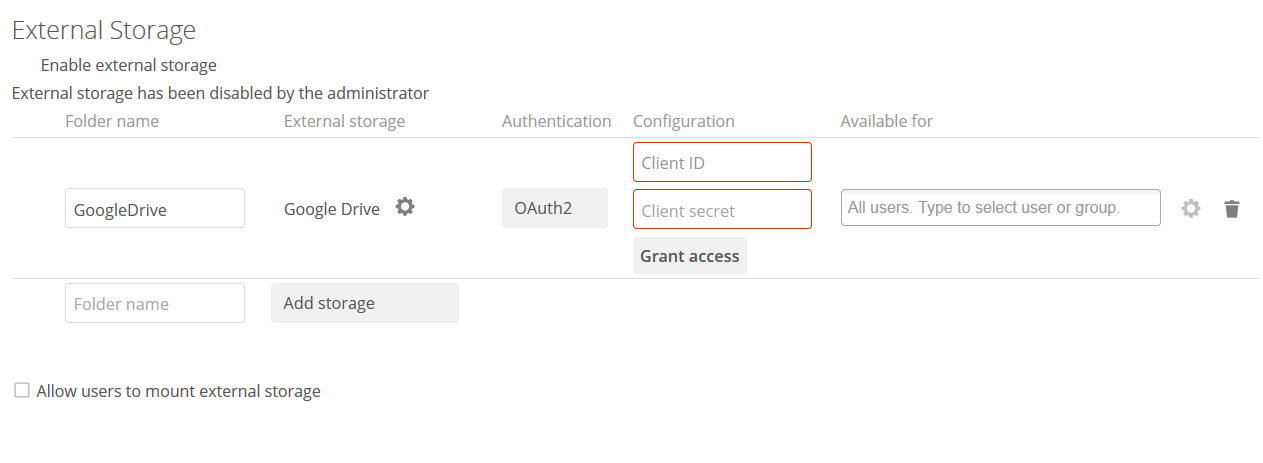 External Storage
Enable external storage
External storage has been disabled by the administrator
Folder name External storage Authentication Configuration Available for
Client ID
GoogleDrive Google Drive OAuth2 Client secret All users. Type to select user or group.
Grant access
Folder name Add storage
Allow users to mount external storage